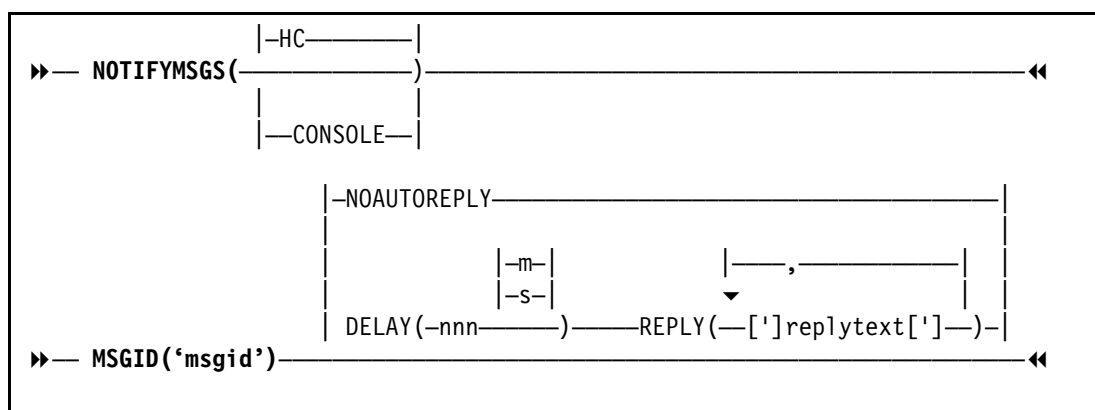 HC
NOTIFYMSGS( )
CONSOLE
NOAUTOREPLY
m ,
s
DELAY(–nnn )–REPLY( [']replytext['] )
MSGID(‘msgid’)